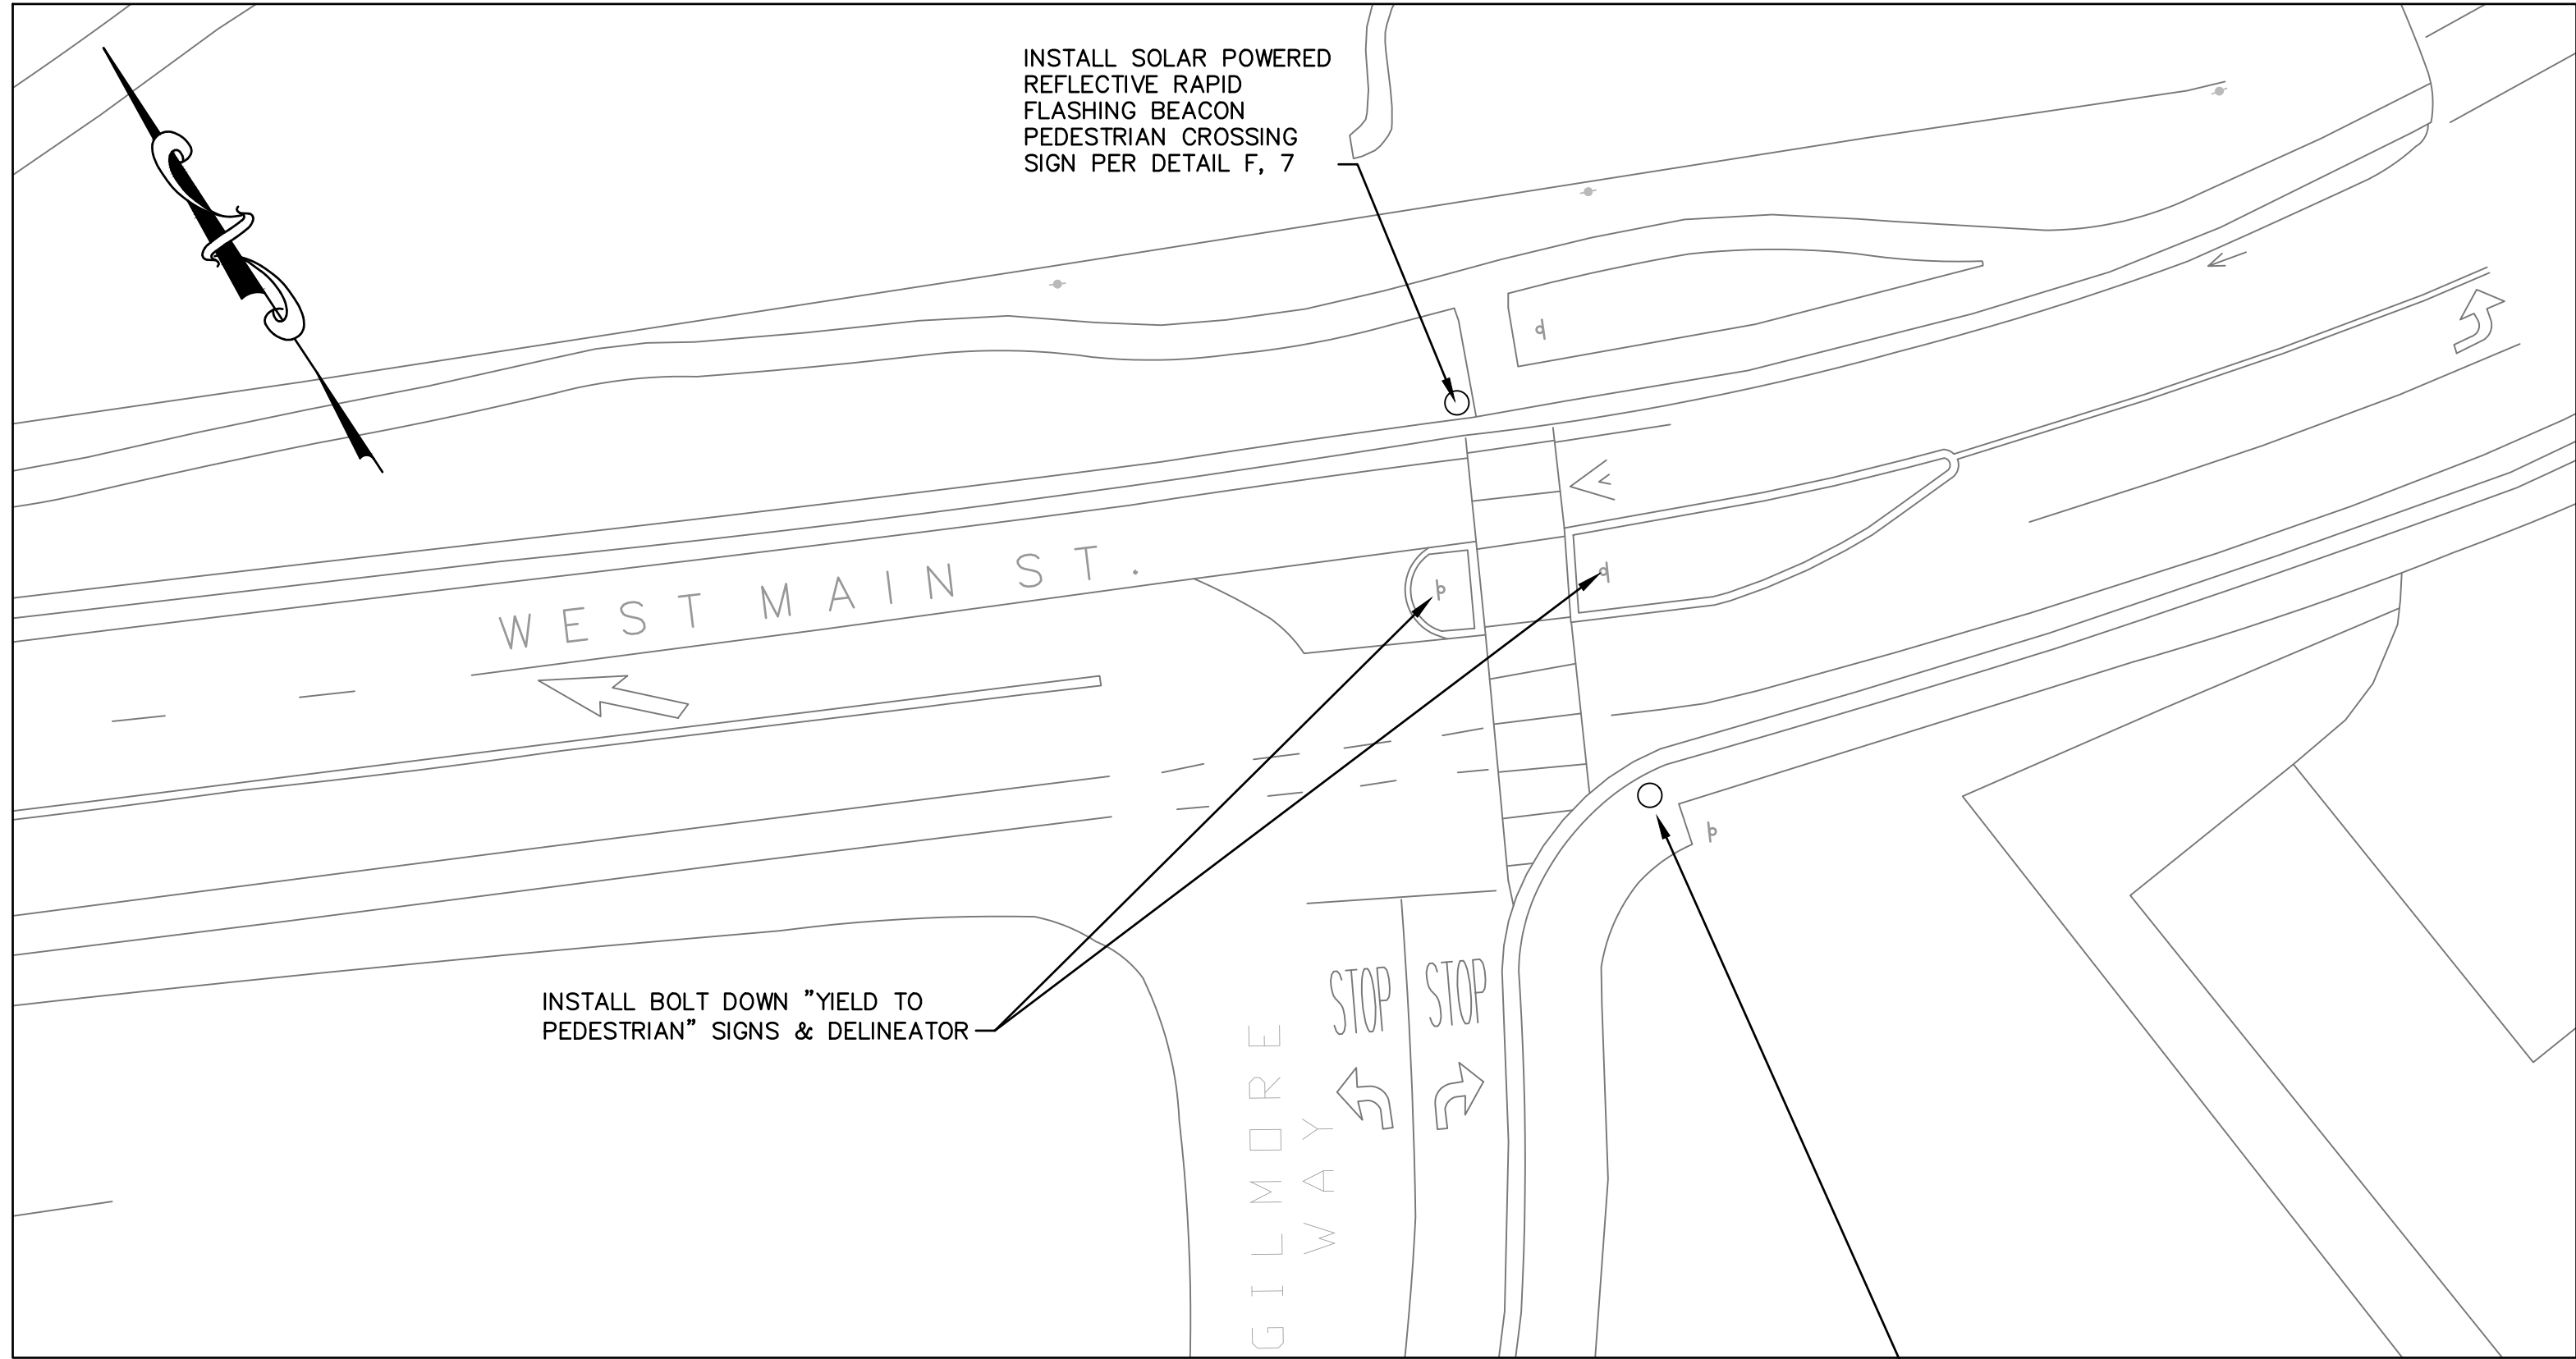 INSTALL SOLAR POWERED
REFLECTIVE RAPID
FLASHING BEACON
PEDESTRIAN CROSSING
SIGN PER DETAIL F, 7
WEST MAIN ST.
INSTALL BOLT DOWN "YIELD TO
PEDESTRIAN" SIGNS & DELINEATOR
STOP
STOP
GILMORE
WAY